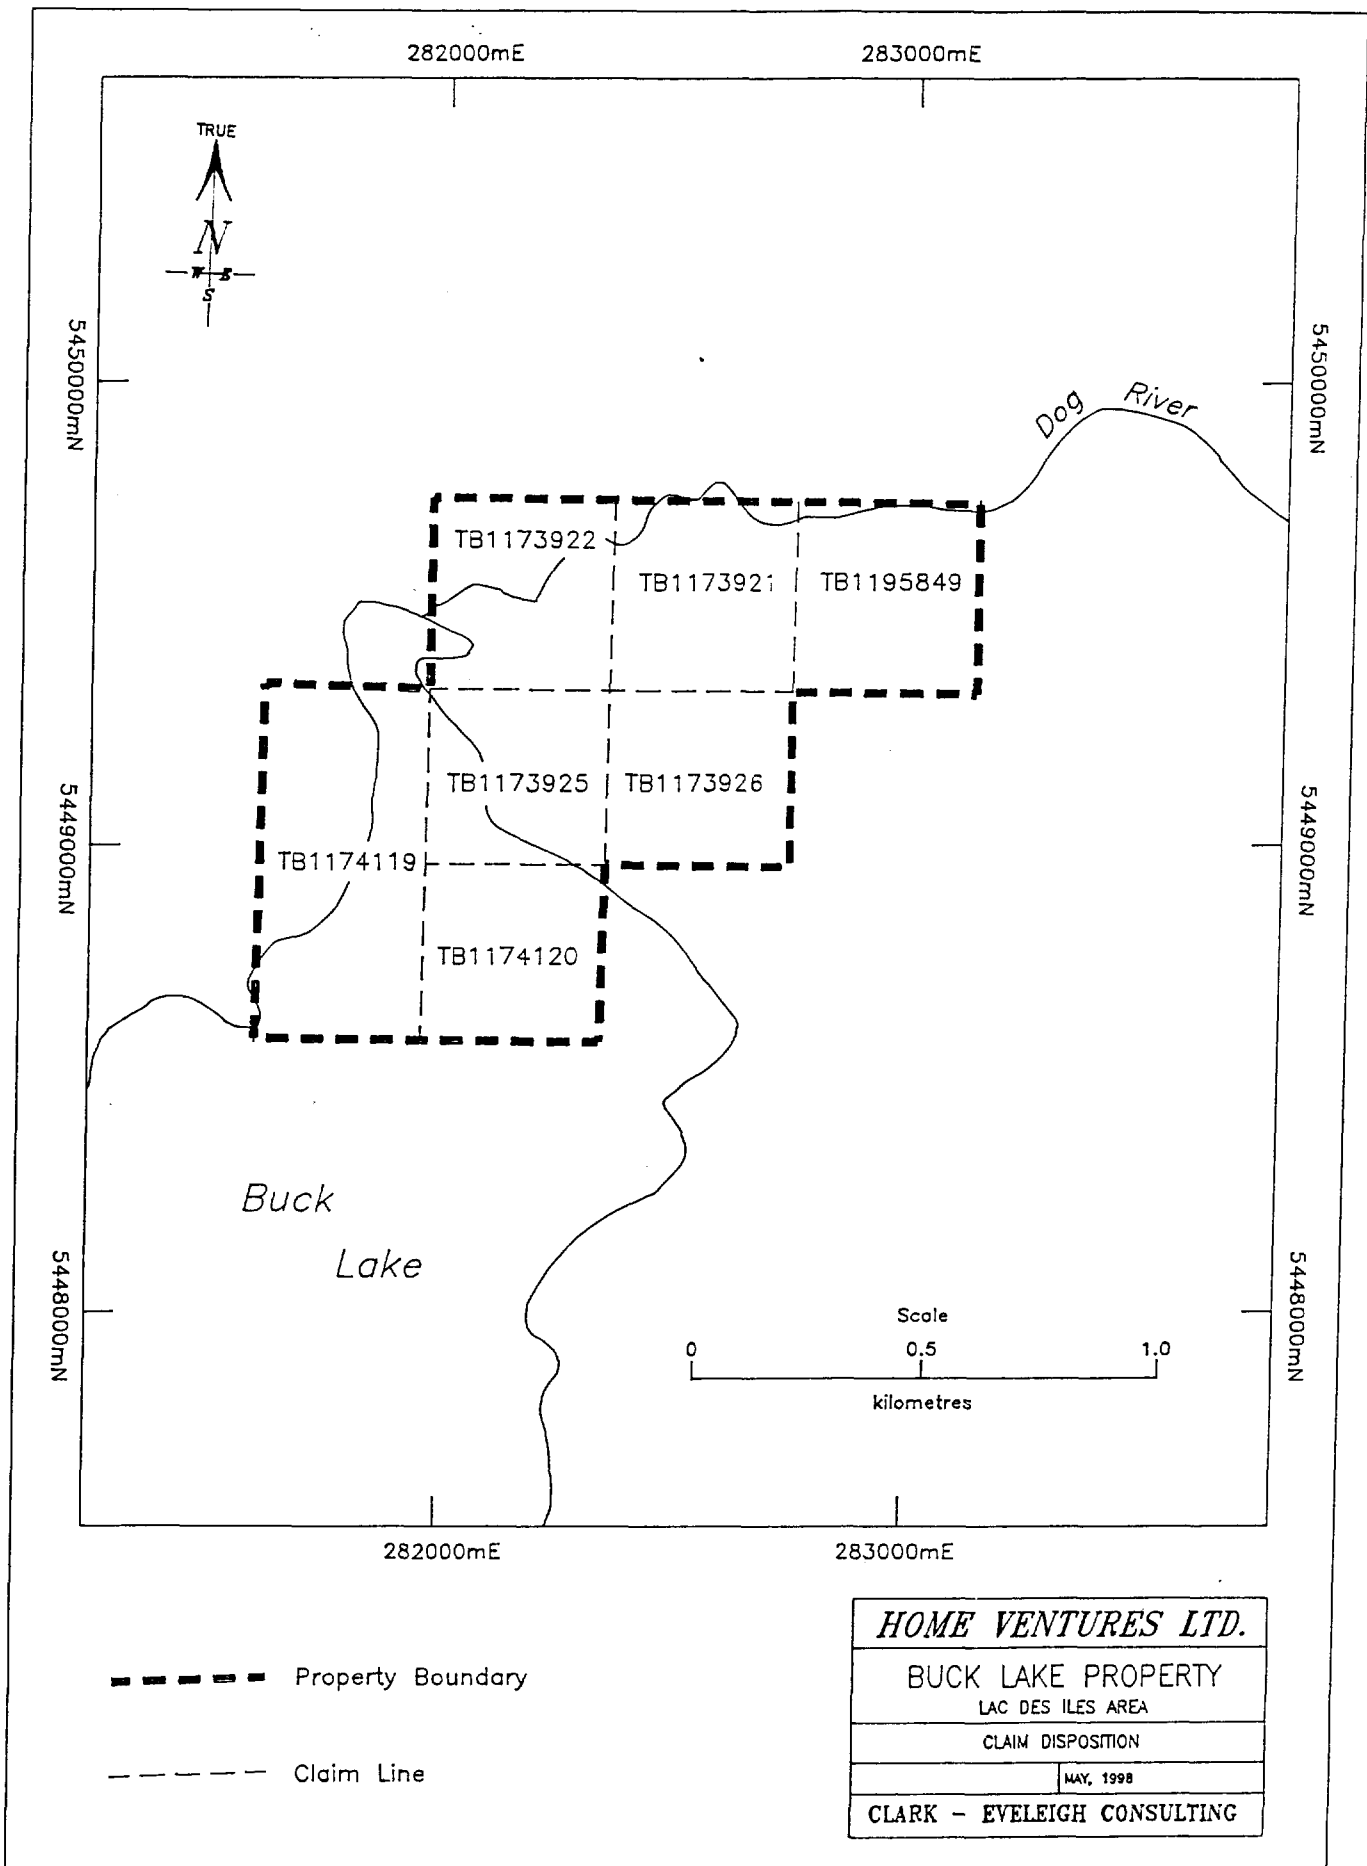 282000mE 283000mE
TRUE
N
W E
S
5450000mN
5450000mN
Dog River
TB1173922
TB1173921
TB1195849
TB1173925
TB1173926
5449000mN
5449000mN
TB1174119
TB1174120
Buck
Lake
5448000mN
5448000mN
Scale
0 0.5 1.0
kilometres
282000mE 283000mE
HOME VENTURES LTD.
BUCK LAKE PROPERTY
LAC DES ILES AREA
CLAIM DISPOSITION
MAY, 1998
CLARK - EVELEIGH CONSULTING
Property Boundary
Claim Line